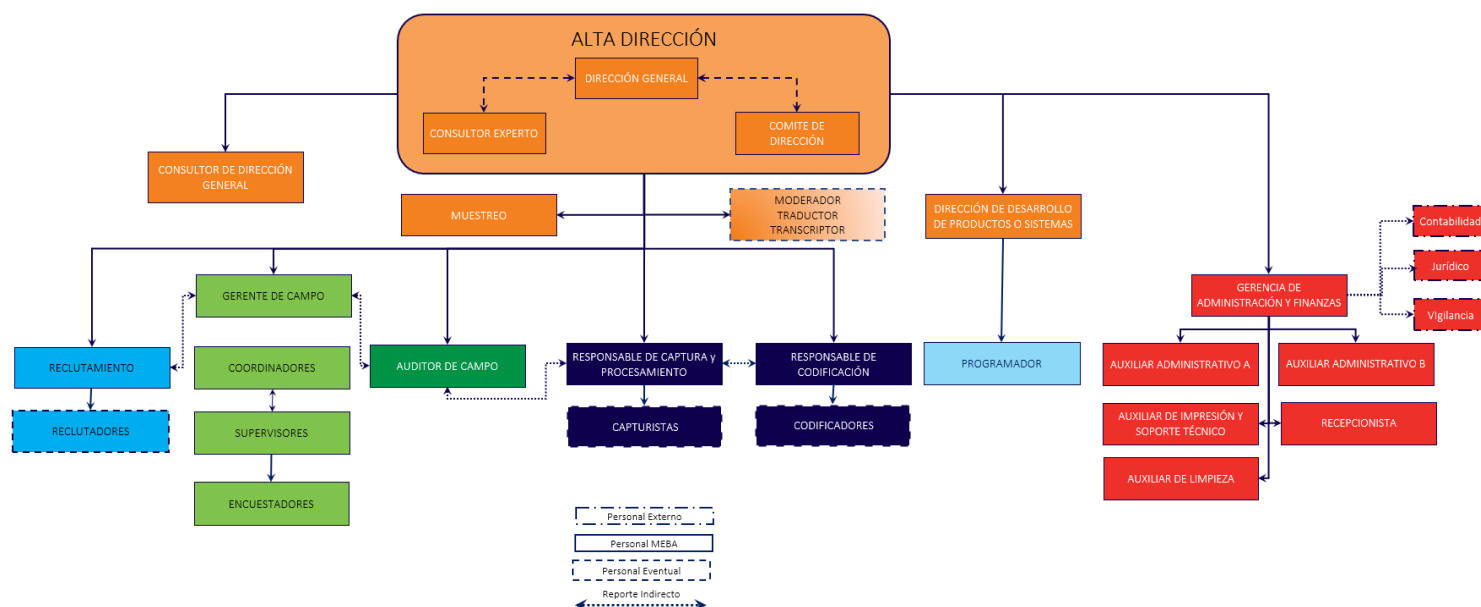 ALTA DIRECCIÓN
DIRECCIÓN GENERAL
CONSULTOR EXPERTO
COMITE DE
DIRECCIÓN
CONSULTOR DE DIRECCIÓN
GENERAL
MUESTREO
MODERADOR
TRADUCTOR
TRANSCRIPTOR
DIRECCIÓN DE DESARROLLO
DE PRODUCTOS O SISTEMAS
Contabilidad
Jurídico
Vigilancia
GERENCIA DE
ADMINISTRACIÓN Y FINANZAS
GERENTE DE CAMPO
RECLUTAMIENTO
COORDINADORES
AUDITOR DE CAMPO
RESPONSABLE DE CAPTURA y
PROCESAMIENTO
RESPONSABLE DE
CODIFICACIÓN
PROGRAMADOR
AUXILIAR ADMINISTRATIVO A
AUXILIAR ADMINISTRATIVO B
RECLUTADORES
SUPERVISORES
CAPTURISTAS
CODIFICADORES
AUXILIAR DE IMPRESIÓN Y
SOPORTE TÉCNICO
RECEPCIONISTA
ENCUESTADORES
AUXILIAR DE LIMPIEZA
Personal Externo
Personal MEBA
Personal Eventual
Reporte Indirecto